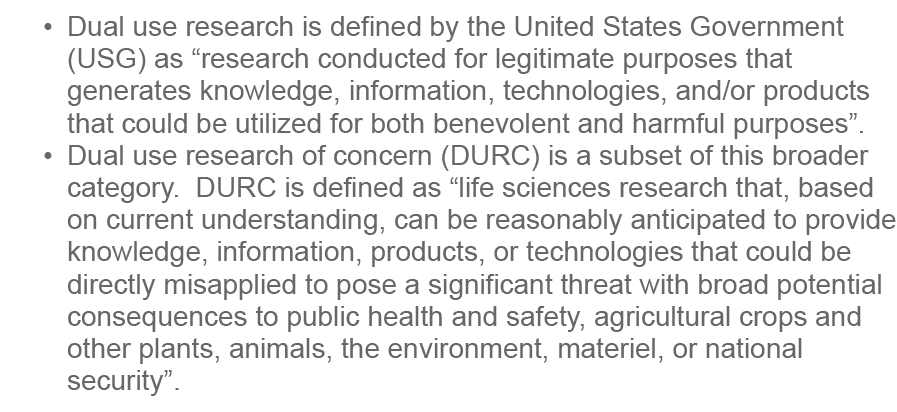 • Dual use research is defined by the United States Government
(USG) as “research conducted for legitimate purposes that
generates knowledge, information, technologies, and/or products
that could be utilized for both benevolent and harmful purposes”.
• Dual use research of concern (DURC) is a subset of this broader
category.  DURC is defined as “life sciences research that, based
on current understanding, can be reasonably anticipated to provide
knowledge, information, products, or technologies that could be
directly misapplied to pose a significant threat with broad potential
consequences to public health and safety, agricultural crops and
other plants, animals, the environment, materiel, or national
security”.